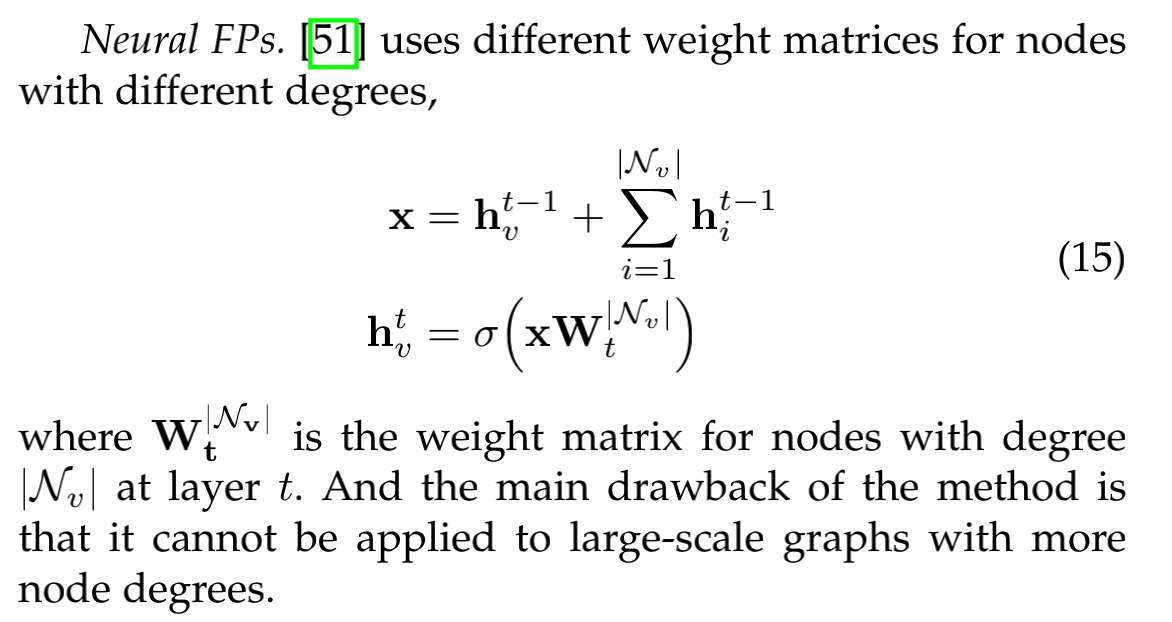 Neural FPs. [51] uses different weight matrices for nodes
with different degrees,
$$\mathbf{x} = \mathbf{h}_v^{t-1} + \sum_{i=1}^{|\mathcal{N}_v|} \mathbf{h}_i^{t-1}$$
(15)
$$\mathbf{h}_v^t = \sigma\left(\mathbf{x}\mathbf{W}_t^{|\mathcal{N}_v|}\right)$$
where $\mathbf{W}_{\mathbf{t}}^{|\mathcal{N}_{\mathbf{v}}|}$ is the weight matrix for nodes with degree
$|\mathcal{N}_v|$ at layer $t$. And the main drawback of the method is
that it cannot be applied to large-scale graphs with more
node degrees.